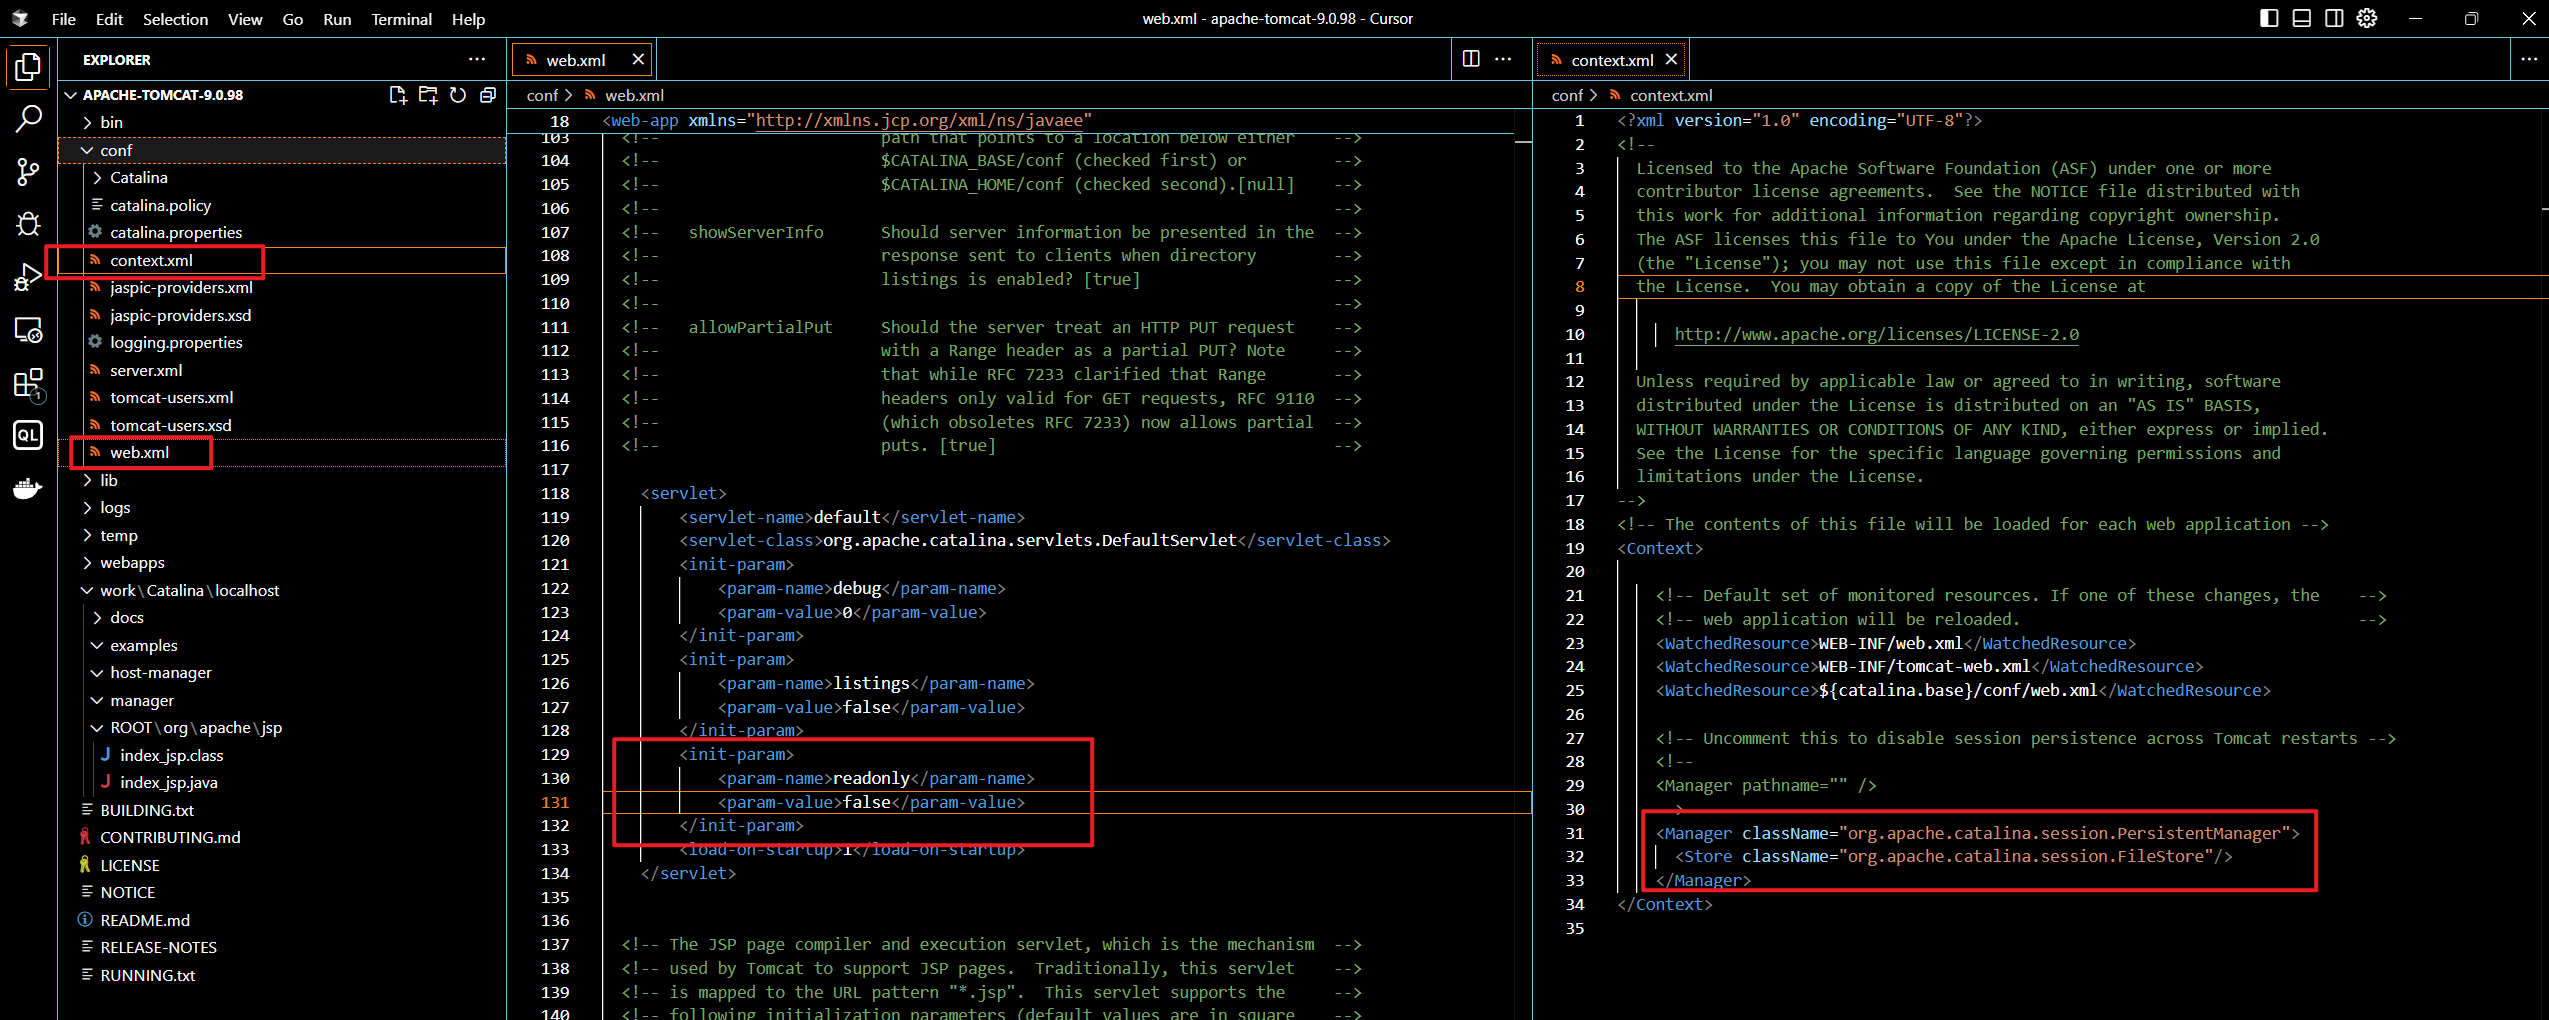 File Edit Selection View Go Run Terminal Help
web.xml - apache-tomcat-9.0.98 - Cursor
EXPLORER
APACHE-TOMCAT-9.0.98
bin
conf
Catalina
catalina.policy
catalina.properties
context.xml
jaspic-providers.xml
jaspic-providers.xsd
logging.properties
server.xml
tomcat-users.xml
tomcat-users.xsd
web.xml
lib
logs
temp
webapps
work\Catalina\localhost
docs
examples
host-manager
manager
ROOT\org\apache\jsp
J index_jsp.class
J index_jsp.java
BUILDING.txt
CONTRIBUTING.md
LICENSE
NOTICE
README.md
RELEASE-NOTES
RUNNING.txt
1
QL
web.xml
conf > web.xml
18 <web-app xmlns="http://xmlns.jcp.org/xml/ns/javaee"
103 <!-- path that points to a location below either -->
104 <!-- $CATALINA_BASE/conf (checked first) or -->
105 <!-- $CATALINA_HOME/conf (checked second).[null] -->
106 <!-- -->
107 <!-- showServerInfo Should server information be presented in the -->
108 <!-- response sent to clients when directory -->
109 <!-- listings is enabled? [true] -->
110 <!-- -->
111 <!-- allowPartialPut Should the server treat an HTTP PUT request -->
112 <!-- with a Range header as a partial PUT? Note -->
113 <!-- that while RFC 7233 clarified that Range -->
114 <!-- headers only valid for GET requests, RFC 9110 -->
115 <!-- (which obsoletes RFC 7233) now allows partial -->
116 <!-- puts. [true] -->
117
118 <servlet>
119 <servlet-name>default</servlet-name>
120 <servlet-class>org.apache.catalina.servlets.DefaultServlet</servlet-class>
121 <init-param>
122 <param-name>debug</param-name>
123 <param-value>0</param-value>
124 </init-param>
125 <init-param>
126 <param-name>listings</param-name>
127 <param-value>false</param-value>
128 </init-param>
129 <init-param>
130 <param-name>readonly</param-name>
131 <param-value>false</param-value>
132 </init-param>
133 <load-on-startup>1</load-on-startup>
134 </servlet>
135
136
137 <!-- The JSP page compiler and execution servlet, which is the mechanism -->
138 <!-- used by Tomcat to support JSP pages. Traditionally, this servlet -->
139 <!-- is mapped to the URL pattern "*.jsp". This servlet supports the -->
140 <!-- following initialization parameters (default values are in square -->
context.xml
conf > context.xml
1 <?xml version="1.0" encoding="UTF-8"?>
2 <!--
3 Licensed to the Apache Software Foundation (ASF) under one or more
4 contributor license agreements. See the NOTICE file distributed with
5 this work for additional information regarding copyright ownership.
6 The ASF licenses this file to You under the Apache License, Version 2.0
7 (the "License"); you may not use this file except in compliance with
8 the License. You may obtain a copy of the License at
9
10 http://www.apache.org/licenses/LICENSE-2.0
11
12 Unless required by applicable law or agreed to in writing, software
13 distributed under the License is distributed on an "AS IS" BASIS,
14 WITHOUT WARRANTIES OR CONDITIONS OF ANY KIND, either express or implied.
15 See the License for the specific language governing permissions and
16 limitations under the License.
17 -->
18 <!-- The contents of this file will be loaded for each web application -->
19 <Context>
20
21 <!-- Default set of monitored resources. If one of these changes, the -->
22 <!-- web application will be reloaded. -->
23 <WatchedResource>WEB-INF/web.xml</WatchedResource>
24 <WatchedResource>WEB-INF/tomcat-web.xml</WatchedResource>
25 <WatchedResource>${catalina.base}/conf/web.xml</WatchedResource>
26
27 <!-- Uncomment this to disable session persistence across Tomcat restarts -->
28 <!--
29 <Manager pathname="" />
30 >
31 <Manager className="org.apache.catalina.session.PersistentManager">
32 <Store className="org.apache.catalina.session.FileStore"/>
33 </Manager>
34 </Context>
35